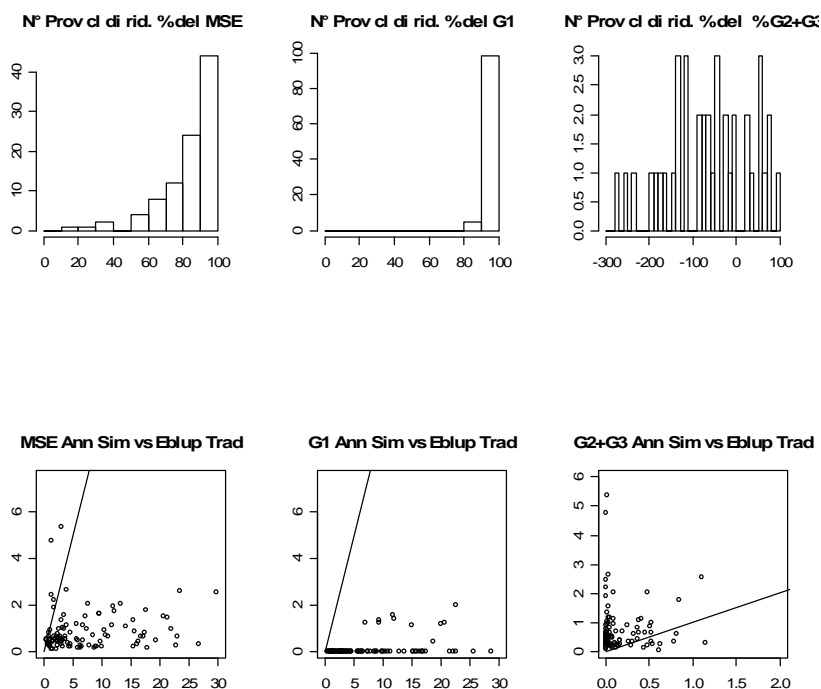 N° Prov cl di rid. %del MSE
N° Prov cl di rid. %del G1
N° Prov cl di rid. %del %G2+G3
40
30
20
10
0
0 20 40 60 80 100
100
80
60
40
20
0
0 20 40 60 80 100
3.0
2.5
2.0
1.5
1.0
0.5
0.0
-300 -200 -100 0 100
MSE Ann Sim vs Eblup Trad
G1 Ann Sim vs Eblup Trad
G2+G3 Ann Sim vs Eblup Trad
6
4
2
0
0 5 10 15 20 25 30
6
4
2
0
0 5 10 15 20 25 30
6
5
4
3
2
1
0
0.0 0.5 1.0 1.5 2.0